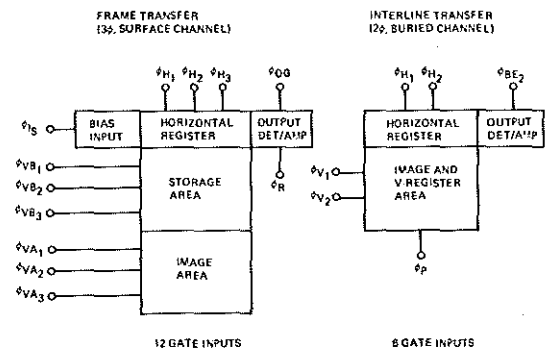 FRAME TRANSFER
(3φ, SURFACE CHANNEL)
φH1 φH2 φH3 φOG
φIS
BIAS INPUT
HORIZONTAL REGISTER
OUTPUT DET/AMP
φVB1
φVB2
φVB3
STORAGE AREA
φR
φVA1
φVA2
φVA3
IMAGE AREA
12 GATE INPUTS
INTERLINE TRANSFER
(2φ, BURIED CHANNEL)
φH1 φH2 φBE2
HORIZONTAL REGISTER
OUTPUT DET/AMP
φV1
φV2
IMAGE AND V-REGISTER AREA
φP
6 GATE INPUTS